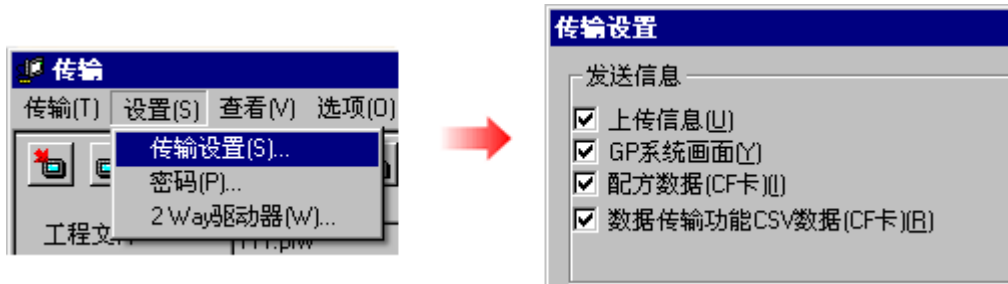 传输
传输(T) 设置(S) 查看(V) 选项(O)
传输设置(S)...
密码(P)...
2 Way驱动器(W)...
工程文
传输设置
发送信息
上传信息(U)
GP系统画面(Y)
配方数据(CF卡)(I)
数据传输功能CSV数据(CF卡)(R)